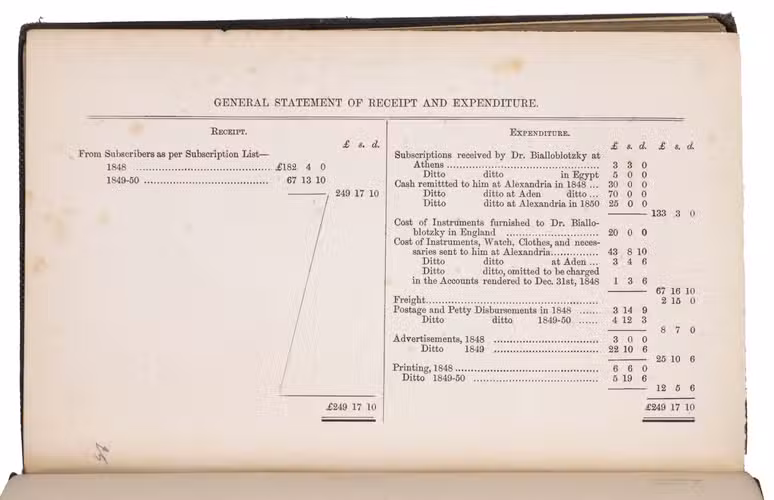 GENERAL STATEMENT OF RECEIPT AND EXPENDITURE.
RECEIPT.
£ s. d.
From Subscribers as per Subscription List—
1848 ........ £182 4 0
1849-50 ........ 67 13 10
249 17 10
£249 17 10
EXPENDITURE.
£ s. d. £ s. d.
Subscriptions received by Dr. Bialloblotzky at
Athens ........ 3 3 0
Ditto ditto in Egypt 5 0 0
Cash remittted to him at Alexandria in 1848 ... 30 0 0
Ditto ditto at Aden ditto ... 70 0 0
Ditto ditto at Alexandria in 1850 25 0 0
133 3 0
Cost of Instruments furnished to Dr. Biallo-
blotzky in England ........ 20 0 0
Cost of Instruments, Watch, Clothes, and neces-
saries sent to him at Alexandria ........ 43 8 10
Ditto ditto at Aden ... 3 4 6
Ditto ditto, omitted to be charged
in the Accounts rendered to Dec. 31st, 1848 1 3 6
67 16 10
Freight ........ 2 15 0
Postage and Petty Disbursements in 1848 ...... 3 14 9
Ditto ditto 1849-50 ...... 4 12 3
8 7 0
Advertisements, 1848 ........ 3 0 0
Ditto 1849 ........ 22 10 6
25 10 6
Printing, 1848 ........ 6 6 0
Ditto 1849-50 ........ 5 19 6
12 5 6
£249 17 10